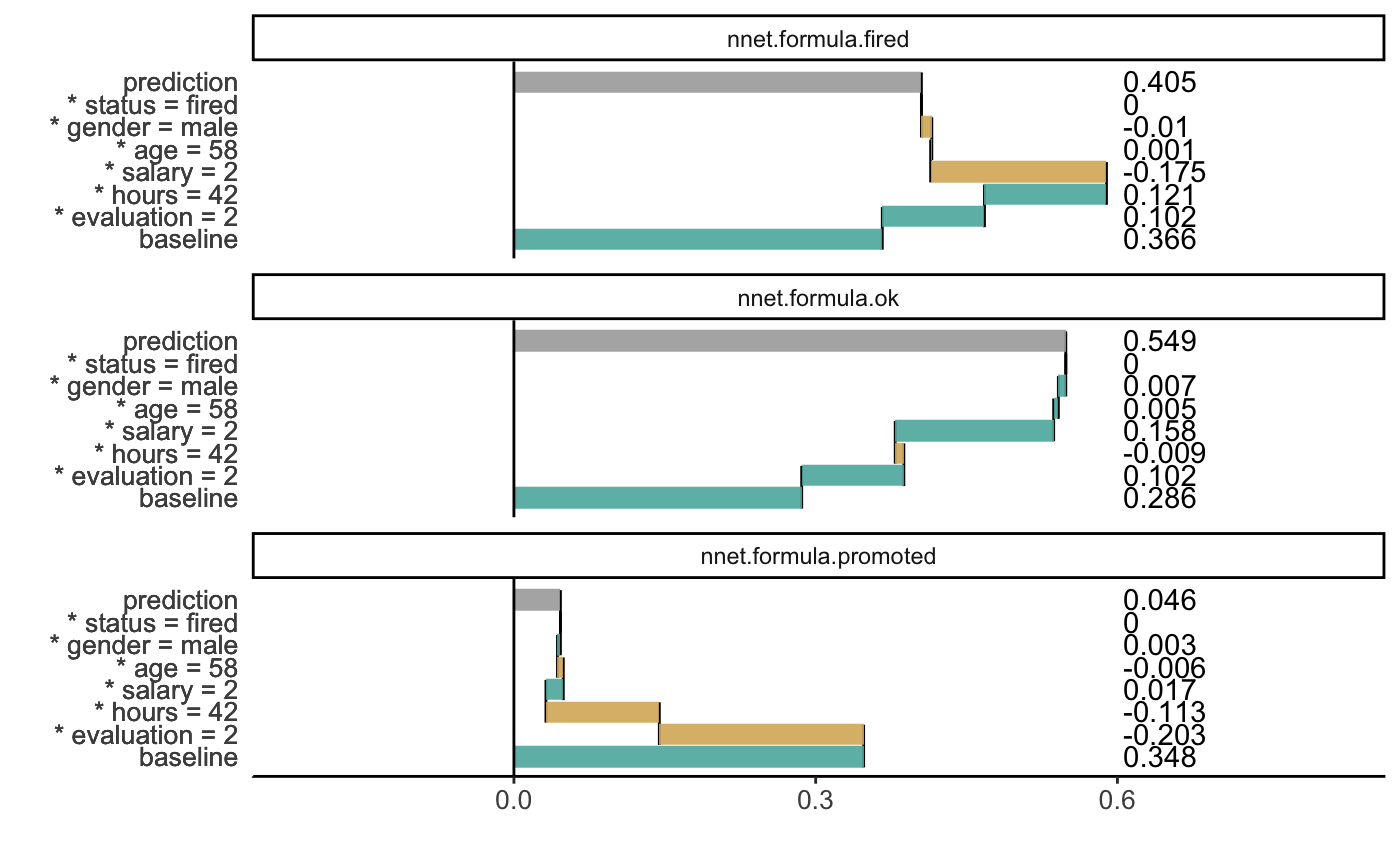 nnet.formula.fired
prediction 0.405
* status = fired 0
* gender = male -0.01
* age = 58 0.001
* salary = 2 -0.175
* hours = 42 0.121
* evaluation = 2 0.102
baseline 0.366
nnet.formula.ok
prediction 0.549
* status = fired 0
* gender = male 0.007
* age = 58 0.005
* salary = 2 0.158
* hours = 42 -0.009
* evaluation = 2 0.102
baseline 0.286
nnet.formula.promoted
prediction 0.046
* status = fired 0
* gender = male 0.003
* age = 58 -0.006
* salary = 2 0.017
* hours = 42 -0.113
* evaluation = 2 -0.203
baseline 0.348
0.0 0.3 0.6